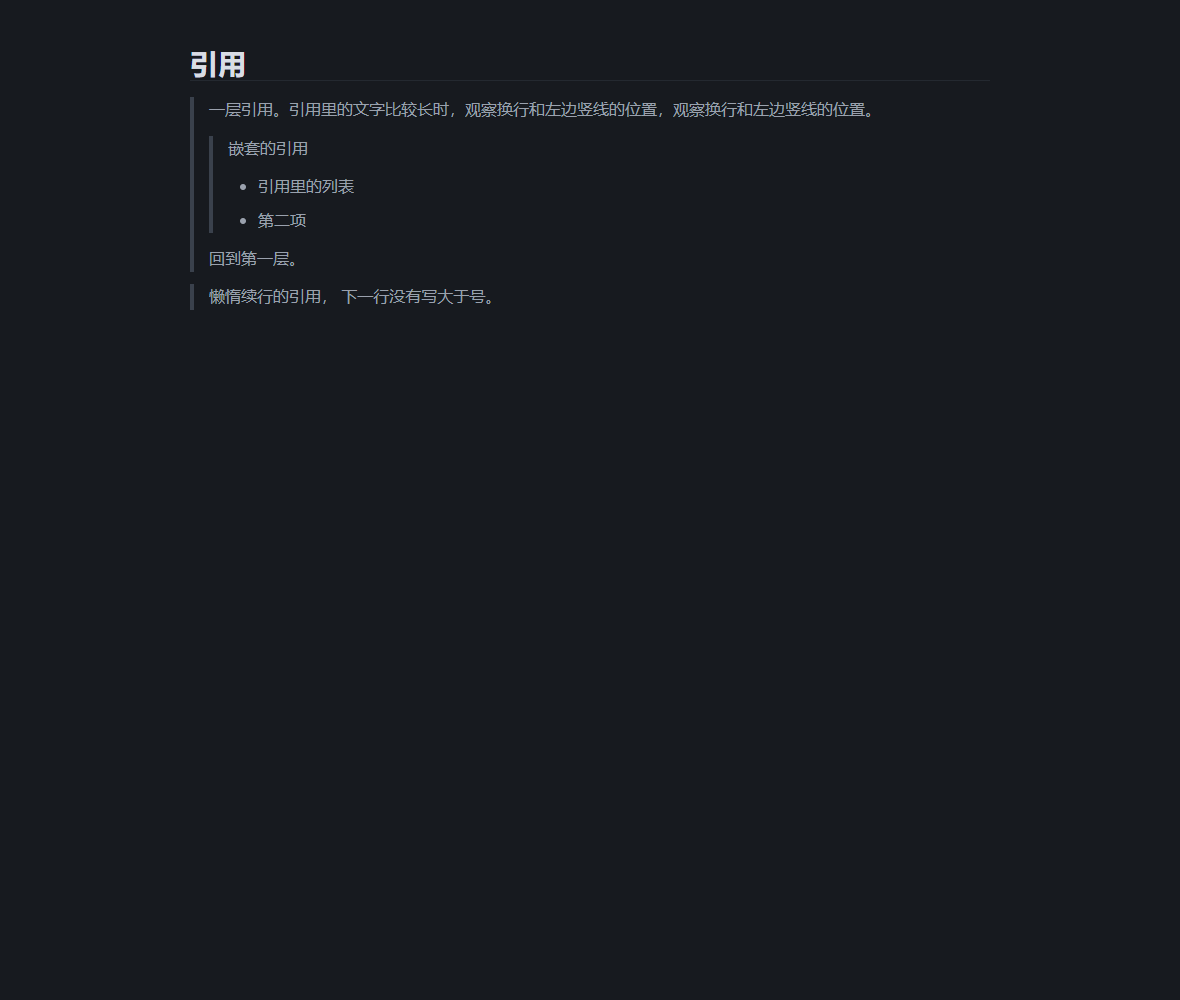 引用
一层引用。引用里的文字比较长时，观察换行和左边竖线的位置，观察换行和左边竖线的位置。
嵌套的引用
引用里的列表
第二项
回到第一层。
懒惰续行的引用， 下一行没有写大于号。